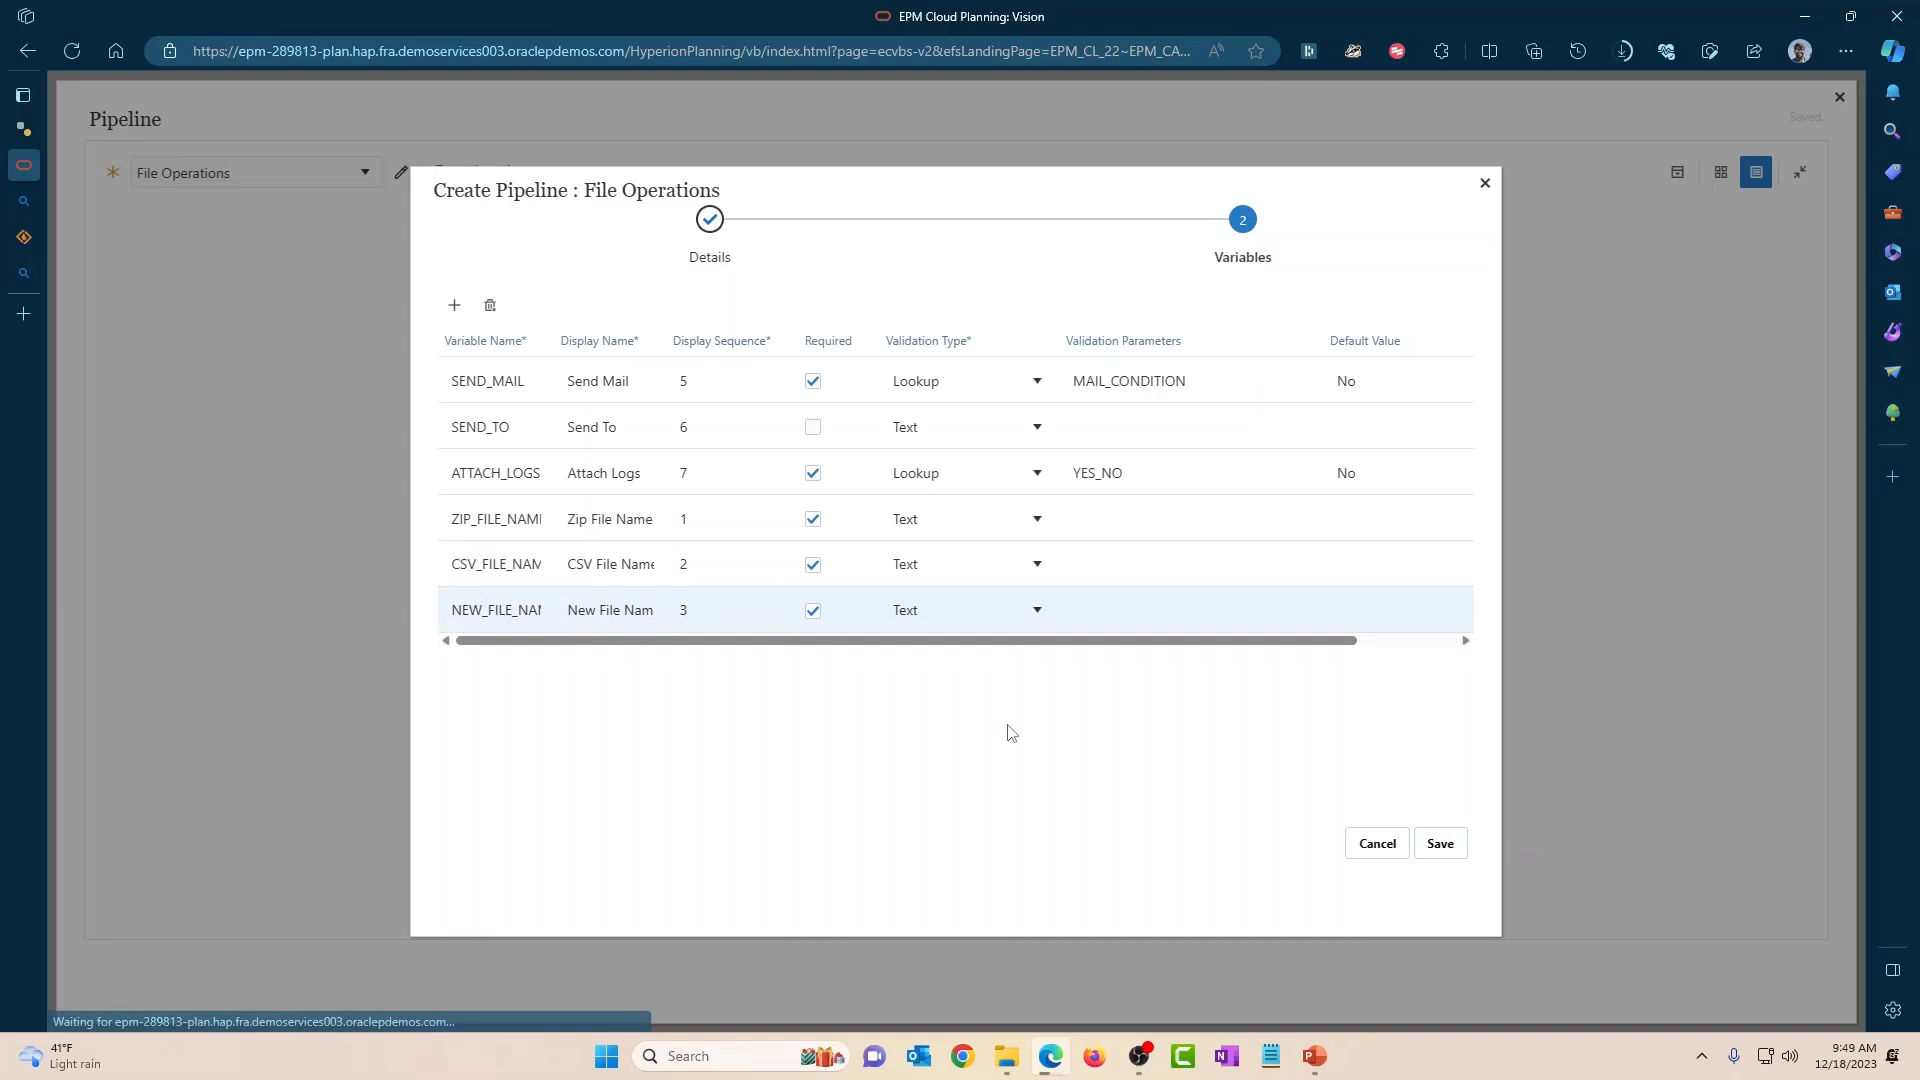 EPM Cloud Planning: Vision
https://epm-289813-plan.hap.fra.demoservices003.oraclepdemos.com/HyperionPlanning/vb/index.html?page=ecvbs-v2&efsLandingPage=EPM_CL_22~EPM_CA...
Pipeline
Saved.
File Operations
Create Pipeline : File Operations
2
Details
Variables
Variable Name* Display Name* Display Sequence* Required Validation Type* Validation Parameters Default Value
SEND_MAIL Send Mail 5 Lookup MAIL_CONDITION No
SEND_TO Send To 6 Text
ATTACH_LOGS Attach Logs 7 Lookup YES_NO No
ZIP_FILE_NAM Zip File Name 1 Text
CSV_FILE_NAM CSV File Name 2 Text
NEW_FILE_NA New File Nam 3 Text
Cancel Save
Waiting for epm-289813-plan.hap.fra.demoservices003.oraclepdemos.com...
41°F
Light rain
Search
9:49 AM
12/18/2023